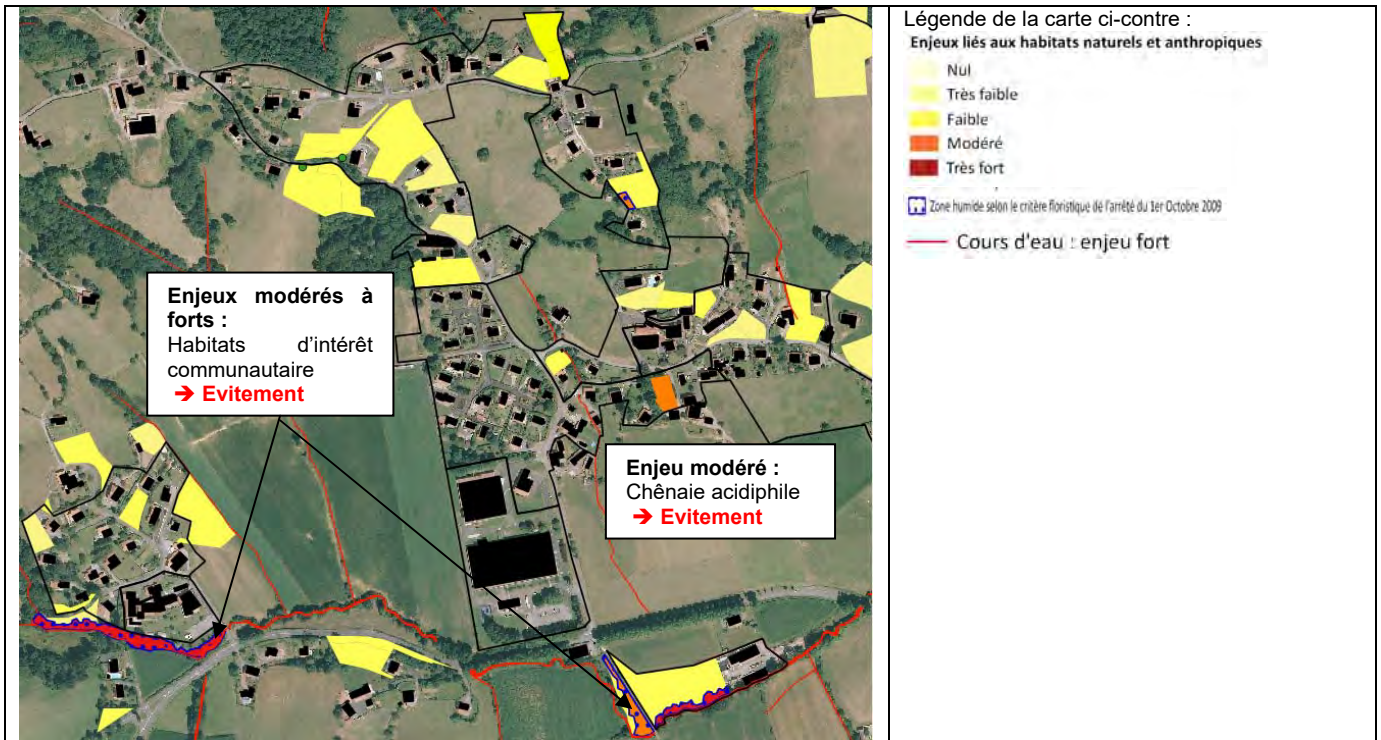 Légende de la carte ci-contre :
Enjeux liés aux habitats naturels et anthropiques
Nul
Très faible
Faible
Modéré
Très fort
Zone humide selon le critère floristique de l'arrêté du 1er Octobre 2009
Cours d'eau : enjeu fort
Enjeux modérés à
forts :
Habitats d'intérêt
communautaire
➔ Evitement
Enjeu modéré :
Chênaie acidiphile
➔ Evitement